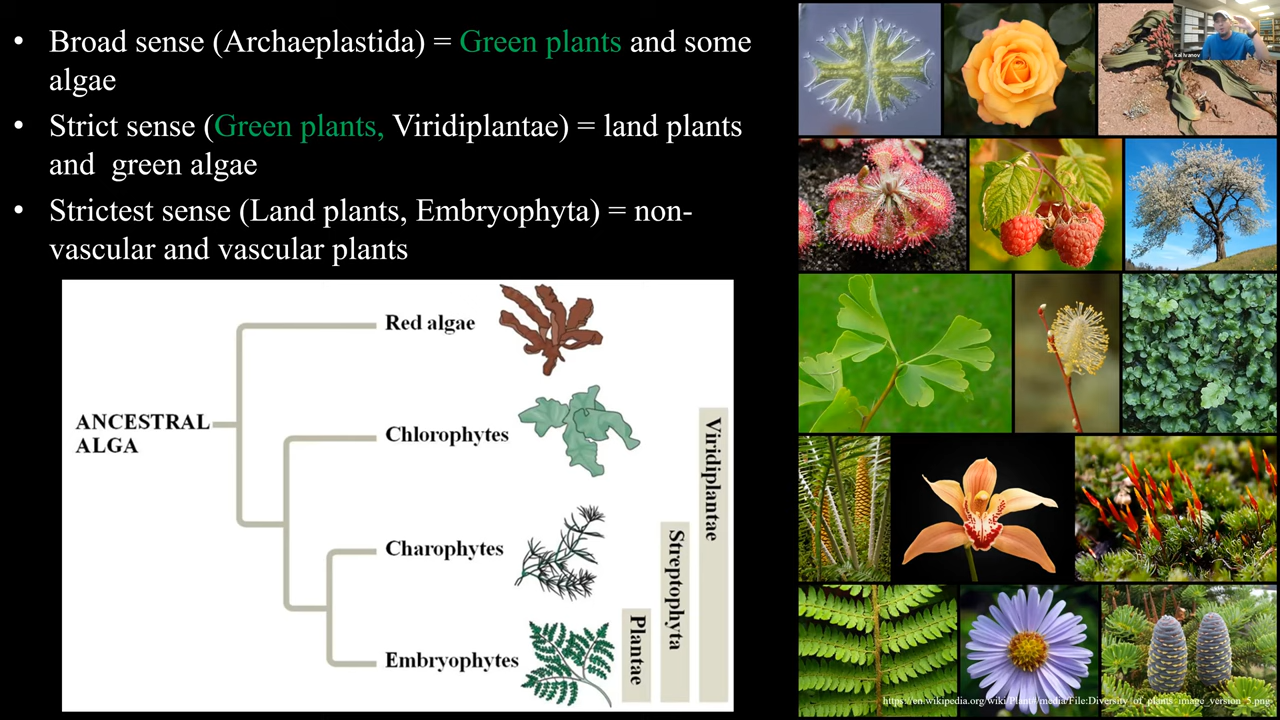 • Broad sense (Archaeplastida) = Green plants and some
algae
• Strict sense (Green plants, Viridiplantae) = land plants
and green algae
• Strictest sense (Land plants, Embryophyta) = non-
vascular and vascular plants
ANCESTRAL
ALGA
Red algae
Chlorophytes
Charophytes
Embryophytes
Plantae
Streptophyta
Viridiplantae
kal ivanov
https://en.wikipedia.org/wiki/Plant#/media/File:Diversity_of_plants_image_version_5.png